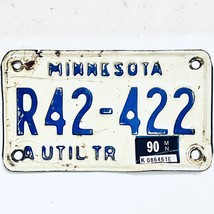 MINNESOTA
R42-422
90 MN
K 0864616
A UTIL TR